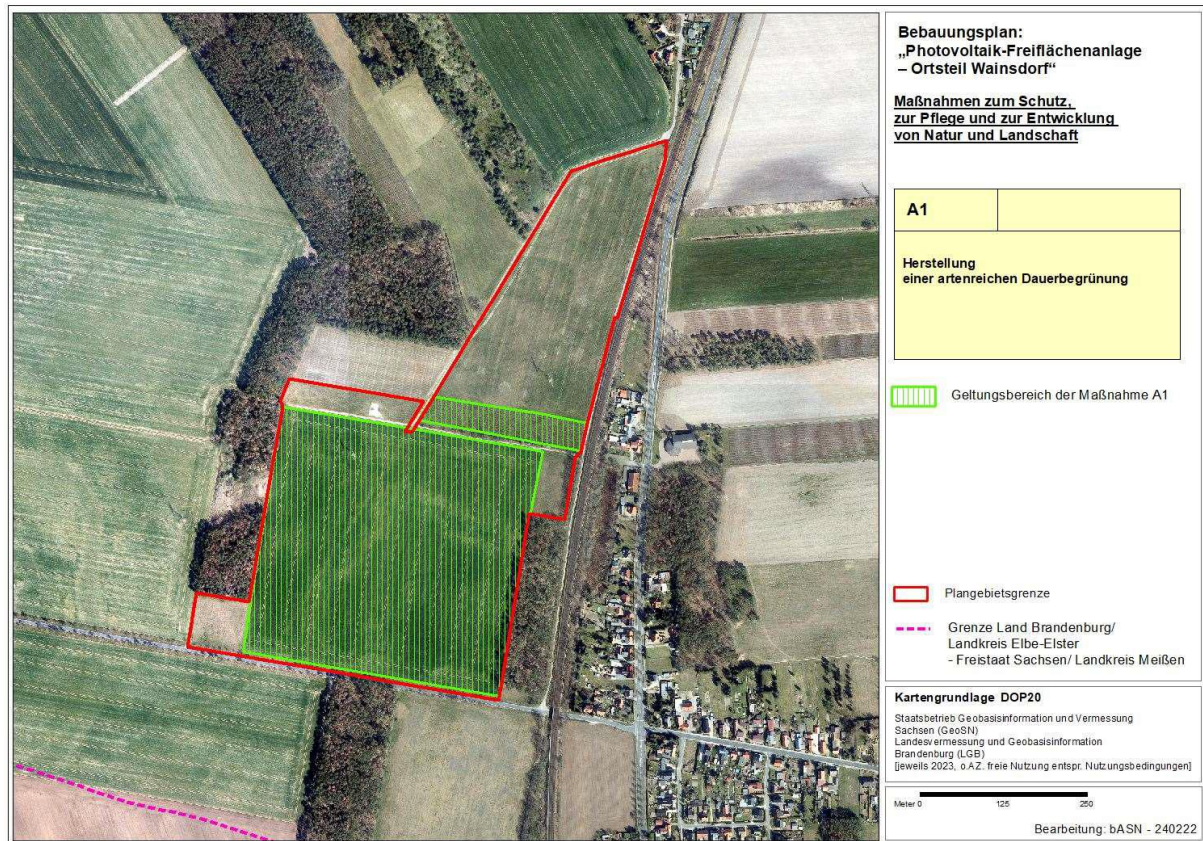 Bebauungsplan:
„Photovoltaik-Freiflächenanlage
– Ortsteil Wainsdorf“
Maßnahmen zum Schutz,
zur Pflege und zur Entwicklung
von Natur und Landschaft
A1
Herstellung
einer artenreichen Dauerbegrünung
Geltungsbereich der Maßnahme A1
Plangebietsgrenze
Grenze Land Brandenburg/
Landkreis Elbe-Elster
- Freistaat Sachsen/ Landkreis Meißen
Kartengrundlage DOP20
Staatsbetrieb Geobasisinformation und Vermessung
Sachsen (GeoSN)
Landesvermessung und Geobasisinformation
Brandenburg (LGB)
[jeweils 2023, o.AZ. freie Nutzung entspr. Nutzungsbedingungen]
Meter 0 125 250
Bearbeitung: bASN - 240222